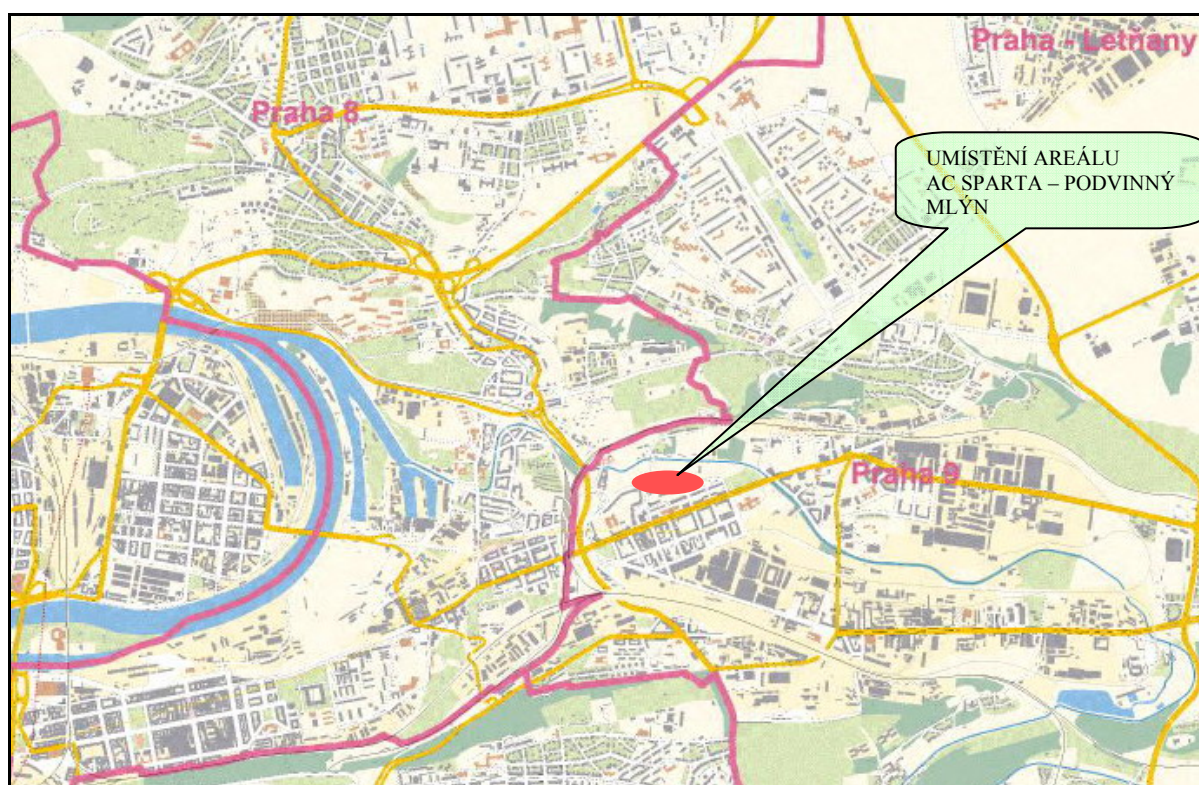 Praha - Letňany
Praha 8
UMÍSTĚNÍ AREÁLU
AC SPARTA – PODVINNÝ
MLÝN
Praha 9